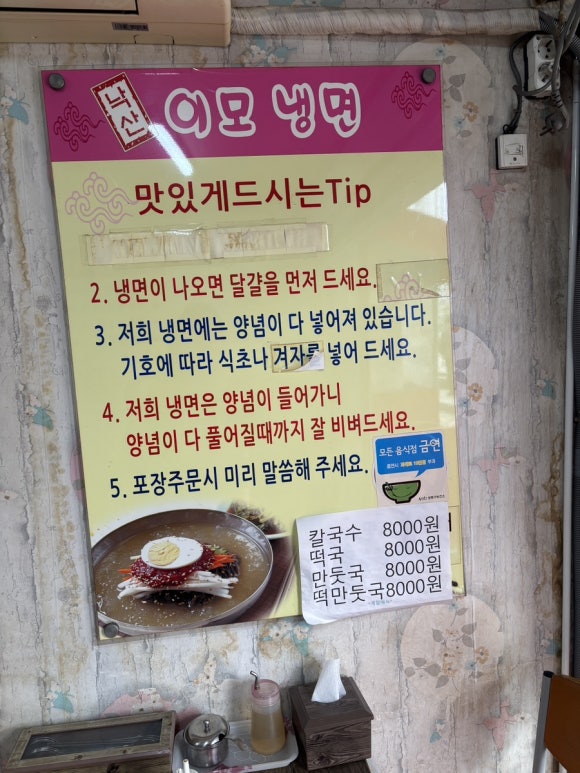 낙산
이모 냉면
맛있게드시는Tip
2. 냉면이 나오면 달걀을 먼저 드세요.
3. 저희 냉면에는 양념이 다 넣어져 있습니다.
기호에 따라 식초나 겨자를 넣어 드세요.
4. 저희 냉면은 양념이 들어가니
양념이 다 풀어질때까지 잘 비벼드세요.
5. 포장주문시 미리 말씀해 주세요.
모든 음식점 금연
칼국수 8000원
떡국 8000원
만둣국 8000원
떡만둣국8000원